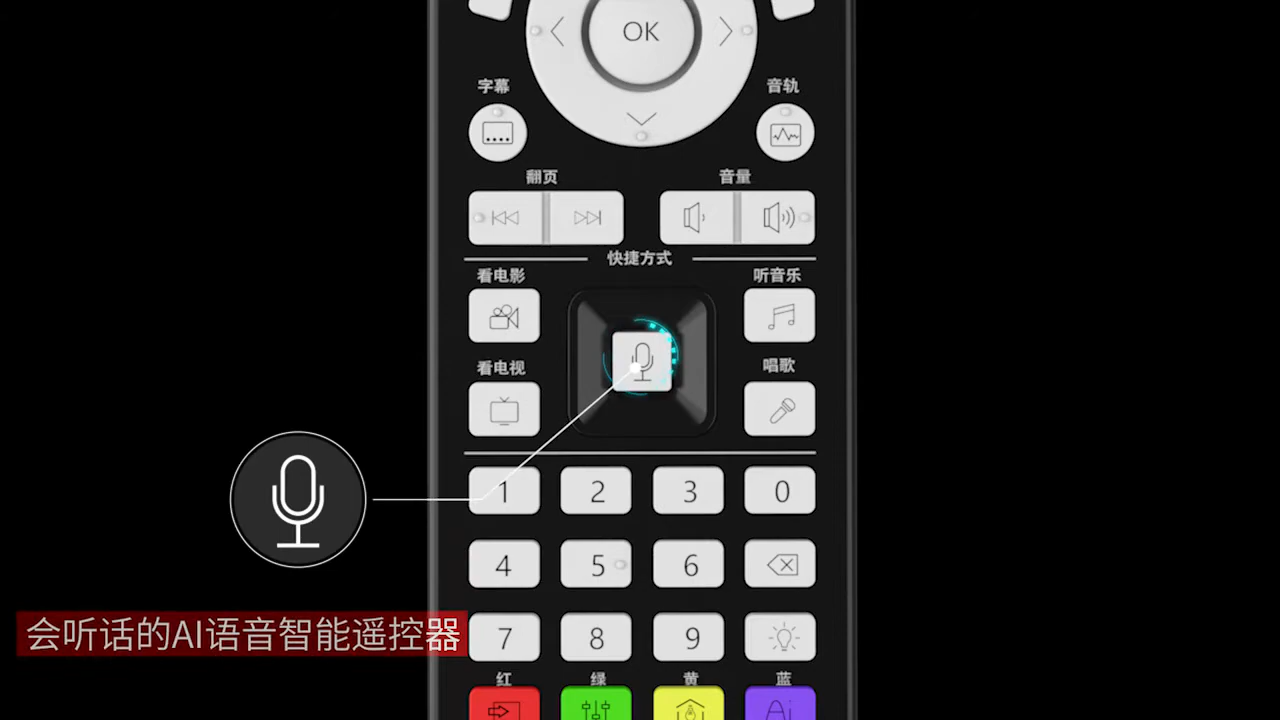 OK
字幕
音轨
翻页
音量
快捷方式
看电影
听音乐
看电视
唱歌
1 2 3 0
4 5 6
会听话的AI语音智能遥控器
7 8 9
红 绿 黄 蓝
Ai